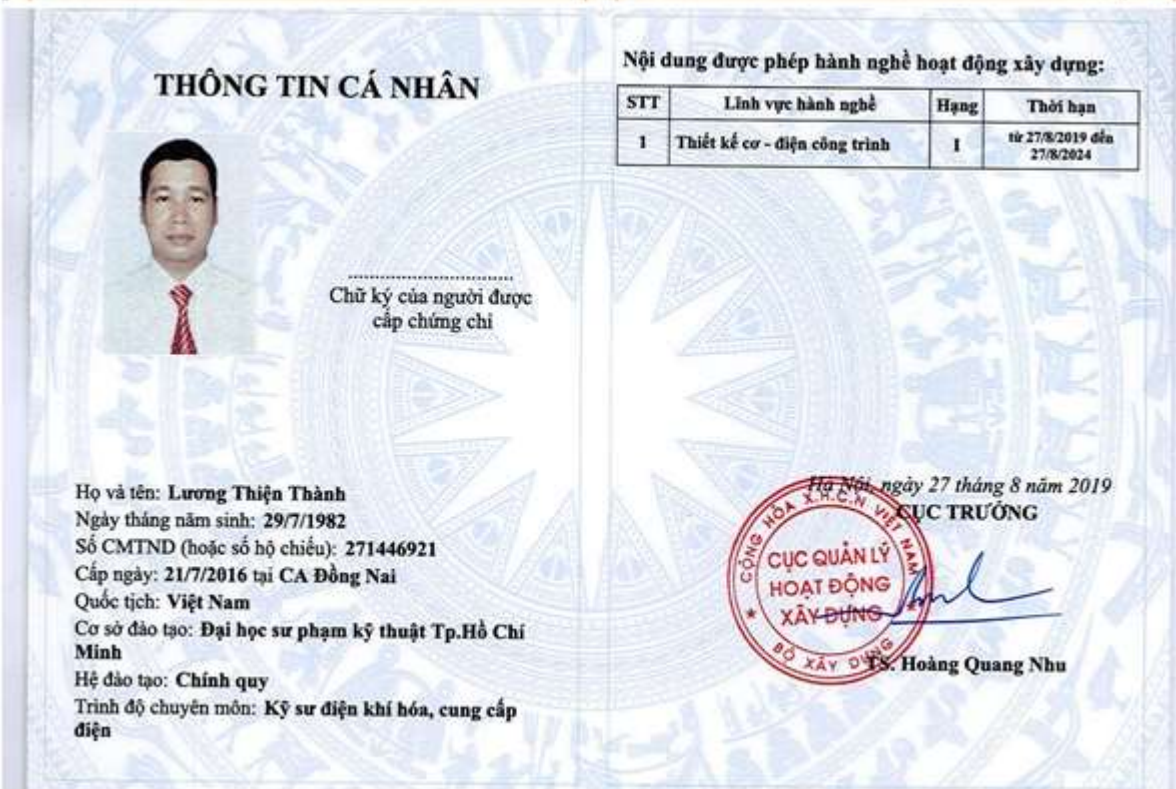 THÔNG TIN CÁ NHÂN
Chữ ký của người được
cấp chứng chỉ
Họ và tên: Lương Thiện Thành
Ngày tháng năm sinh: 29/7/1982
Số CMTND (hoặc số hộ chiếu): 271446921
Cấp ngày: 21/7/2016 tại CA Đồng Nai
Quốc tịch: Việt Nam
Cơ sở đào tạo: Đại học sư phạm kỹ thuật Tp.Hồ Chí
Minh
Hệ đào tạo: Chính quy
Trình độ chuyên môn: Kỹ sư điện khí hóa, cung cấp
điện
Nội dung được phép hành nghề hoạt động xây dựng:
STT Lĩnh vực hành nghề Hạng Thời hạn
1 Thiết kế cơ - điện công trình I từ 27/8/2019 đến
27/8/2024
Hà Nội, ngày 27 tháng 8 năm 2019
CỤC TRƯỞNG
CỘNG HÒA X.H.C.N VIỆT NAM
CỤC QUẢN LÝ
HOẠT ĐỘNG
XÂY DỰNG
BỘ XÂY DỰNG
TS. Hoàng Quang Nhu